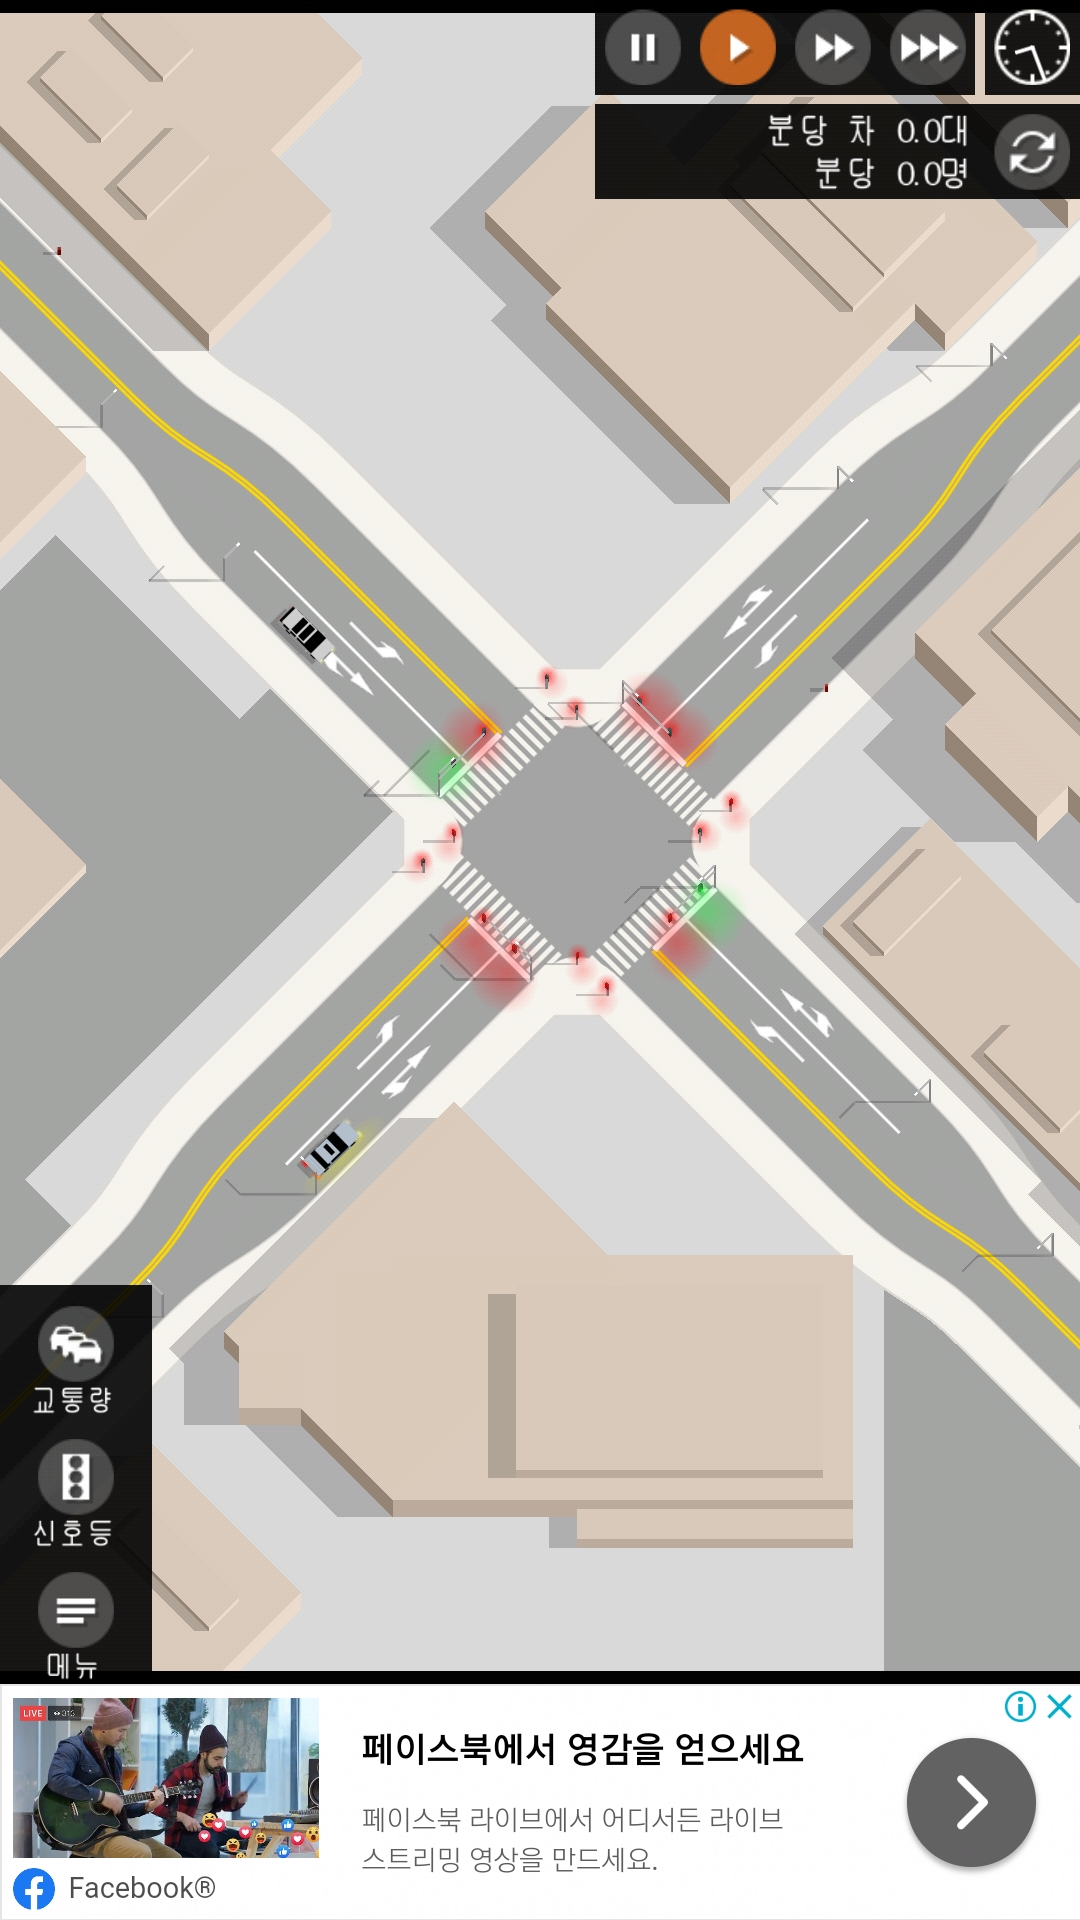 분당 차 0.0대
분당 0.0명
교통량
신호등
메뉴
LIVE
페이스북에서 영감을 얻으세요
페이스북 라이브에서 어디서든 라이브
스트리밍 영상을 만드세요.
Facebook®